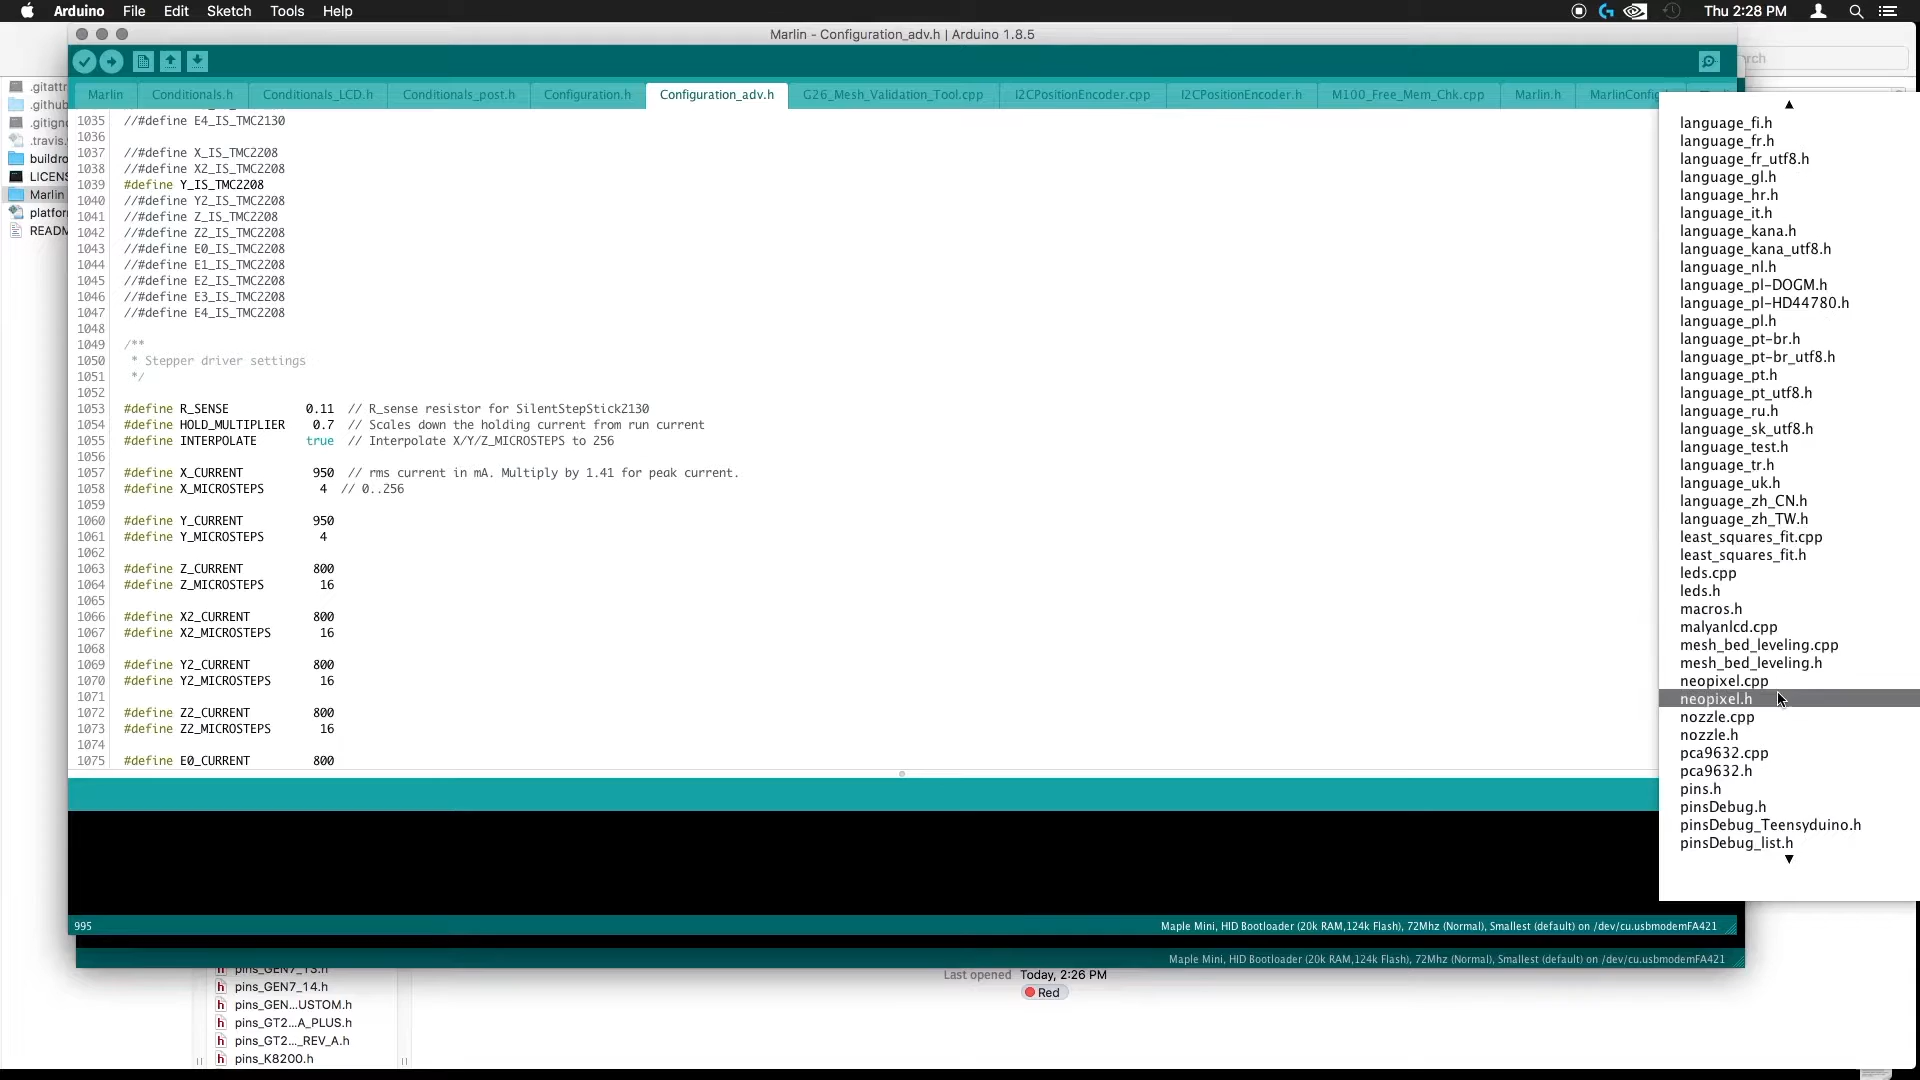 Arduino File Edit Sketch Tools Help
Thu 2:28 PM
Marlin - Configuration_adv.h | Arduino 1.8.5
Marlin Conditionals.h Conditionals_LCD.h Conditionals_post.h Configuration.h Configuration_adv.h G26_Mesh_Validation_Tool.cpp I2CPositionEncoder.cpp I2CPositionEncoder.h M100_Free_Mem_Chk.cpp Marlin.h MarlinConfig
.gitattr
.github
.gitign
.travis.
buildro
LICENS
Marlin
platfor
READM
1035 //#define E4_IS_TMC2130
1036
1037 //#define X_IS_TMC2208
1038 //#define X2_IS_TMC2208
1039 #define Y_IS_TMC2208
1040 //#define Y2_IS_TMC2208
1041 //#define Z_IS_TMC2208
1042 //#define Z2_IS_TMC2208
1043 //#define E0_IS_TMC2208
1044 //#define E1_IS_TMC2208
1045 //#define E2_IS_TMC2208
1046 //#define E3_IS_TMC2208
1047 //#define E4_IS_TMC2208
1048
1049 /**
1050 * Stepper driver settings
1051 */
1052
1053 #define R_SENSE 0.11 // R_sense resistor for SilentStepStick2130
1054 #define HOLD_MULTIPLIER 0.7 // Scales down the holding current from run current
1055 #define INTERPOLATE true // Interpolate X/Y/Z_MICROSTEPS to 256
1056
1057 #define X_CURRENT 950 // rms current in mA. Multiply by 1.41 for peak current.
1058 #define X_MICROSTEPS 4 // 0..256
1059
1060 #define Y_CURRENT 950
1061 #define Y_MICROSTEPS 4
1062
1063 #define Z_CURRENT 800
1064 #define Z_MICROSTEPS 16
1065
1066 #define X2_CURRENT 800
1067 #define X2_MICROSTEPS 16
1068
1069 #define Y2_CURRENT 800
1070 #define Y2_MICROSTEPS 16
1071
1072 #define Z2_CURRENT 800
1073 #define Z2_MICROSTEPS 16
1074
1075 #define E0_CURRENT 800
language_fi.h
language_fr.h
language_fr_utf8.h
language_gl.h
language_hr.h
language_it.h
language_kana.h
language_kana_utf8.h
language_nl.h
language_pl-DOGM.h
language_pl-HD44780.h
language_pl.h
language_pt-br.h
language_pt-br_utf8.h
language_pt.h
language_pt_utf8.h
language_ru.h
language_sk_utf8.h
language_test.h
language_tr.h
language_uk.h
language_zh_CN.h
language_zh_TW.h
least_squares_fit.cpp
least_squares_fit.h
leds.cpp
leds.h
macros.h
malyanlcd.cpp
mesh_bed_leveling.cpp
mesh_bed_leveling.h
neopixel.cpp
neopixel.h
nozzle.cpp
nozzle.h
pca9632.cpp
pca9632.h
pins.h
pinsDebug.h
pinsDebug_Teensyduino.h
pinsDebug_list.h
995 Maple Mini, HID Bootloader (20k RAM,124k Flash), 72Mhz (Normal), Smallest (default) on /dev/cu.usbmodemFA421
Maple Mini, HID Bootloader (20k RAM,124k Flash), 72Mhz (Normal), Smallest (default) on /dev/cu.usbmodemFA421
pins_GEN7_13.h
pins_GEN7_14.h
pins_GEN...USTOM.h
pins_GT2...A_PLUS.h
pins_GT2..._REV_A.h
pins_K8200.h
Last opened Today, 2:26 PM
Red